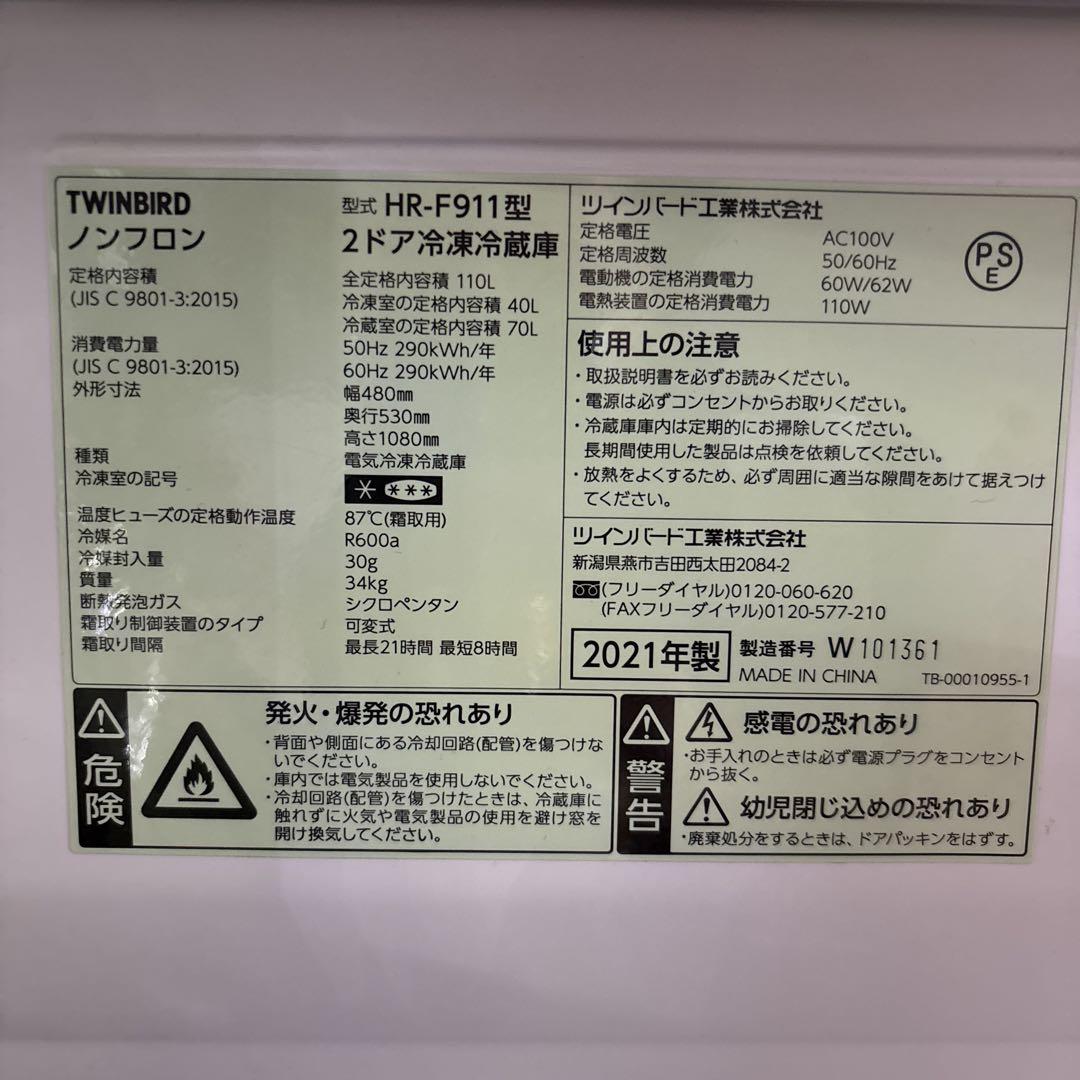 TWINBIRD
ノンフロン
型式 HR-F911型
2ドア冷凍冷蔵庫
定格内容積
(JIS C 9801-3:2015)
全定格内容積 110L
冷凍室の定格内容積 40L
冷蔵室の定格内容積 70L
消費電力量
(JIS C 9801-3:2015)
50Hz 290kWh/年
60Hz 290kWh/年
外形寸法
幅480㎜
奥行530㎜
高さ1080㎜
種類
電気冷凍冷蔵庫
冷凍室の記号
* ***
温度ヒューズの定格動作温度 87℃(霜取用)
冷媒名 R600a
冷媒封入量 30g
質量 34kg
断熱発泡ガス シクロペンタン
霜取り制御装置のタイプ 可変式
霜取り間隔 最長21時間 最短8時間
ツインバード工業株式会社
定格電圧 AC100V
定格周波数 50/60Hz
電動機の定格消費電力 60W/62W
電熱装置の定格消費電力 110W
PSE
使用上の注意
・取扱説明書を必ずお読みください。
・電源は必ずコンセントからお取りください。
・冷蔵庫庫内は定期的にお掃除してください。
長期間使用した製品は点検を依頼してください。
・放熱をよくするため、必ず周囲に適当な隙間をあけて据えつけ
てください。
ツインバード工業株式会社
新潟県燕市吉田西太田2084-2
(フリーダイヤル)0120-060-620
(FAXフリーダイヤル)0120-577-210
2021年製
製造番号 W101361
MADE IN CHINA TB-00010955-1
危険
発火・爆発の恐れあり
・背面や側面にある冷却回路(配管)を傷つけな
いでください。
・庫内では電気製品を使用しないでください。
・冷却回路(配管)を傷つけたときは、冷蔵庫に
触れずに火気や電気製品の使用を避け窓を
開け換気してください。
警告
感電の恐れあり
・お手入れのときは必ず電源プラグをコンセント
から抜く。
幼児閉じ込めの恐れあり
・廃棄処分をするときは、ドアパッキンをはずす。